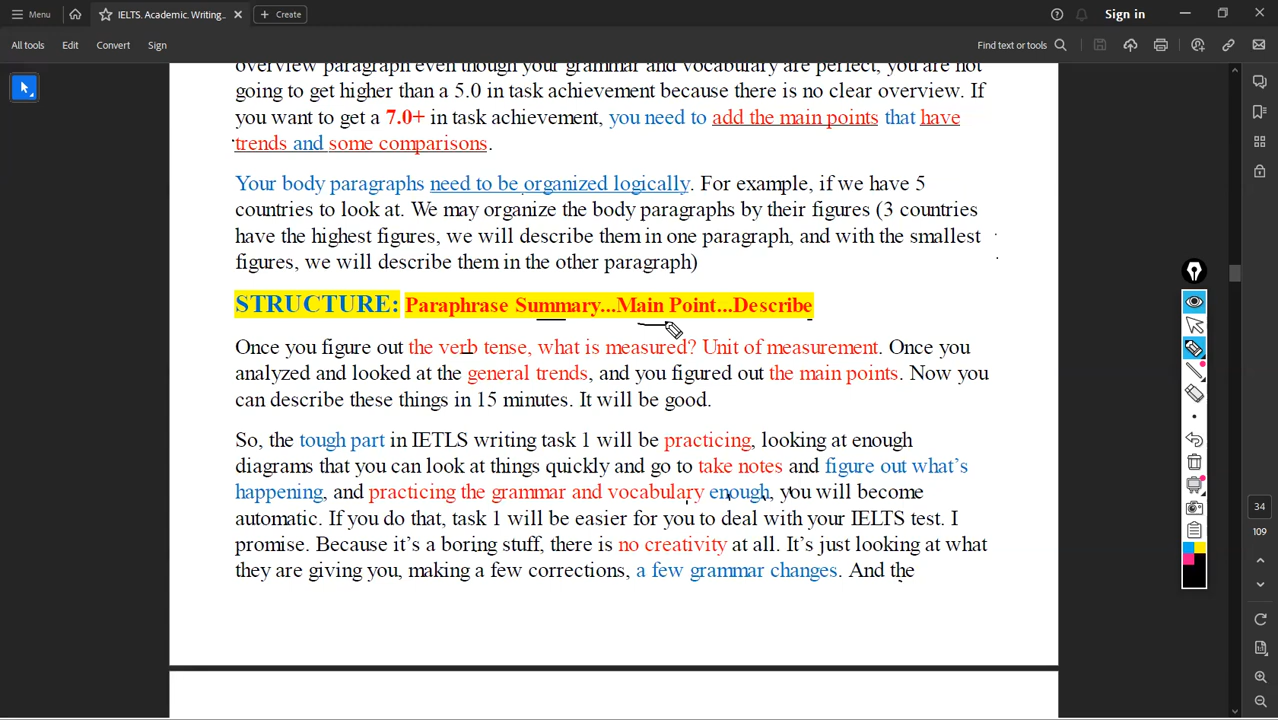 Menu
IELTS. Academic. Writing...
Create
Sign in
All tools
Edit
Convert
Sign
Find text or tools
overview paragraph even though your grammar and vocabulary are perfect, you are not
going to get higher than a 5.0 in task achievement because there is no clear overview. If
you want to get a 7.0+ in task achievement, you need to add the main points that have
trends and some comparisons.
Your body paragraphs need to be organized logically. For example, if we have 5
countries to look at. We may organize the body paragraphs by their figures (3 countries
have the highest figures, we will describe them in one paragraph, and with the smallest
figures, we will describe them in the other paragraph)
STRUCTURE: Paraphrase Summary...Main Point...Describe
Once you figure out the verb tense, what is measured? Unit of measurement. Once you
analyzed and looked at the general trends, and you figured out the main points. Now you
can describe these things in 15 minutes. It will be good.
So, the tough part in IETLS writing task 1 will be practicing, looking at enough
diagrams that you can look at things quickly and go to take notes and figure out what's
happening, and practicing the grammar and vocabulary enough, you will become
automatic. If you do that, task 1 will be easier for you to deal with your IELTS test. I
promise. Because it's a boring stuff, there is no creativity at all. It's just looking at what
they are giving you, making a few corrections, a few grammar changes. And the
34
109